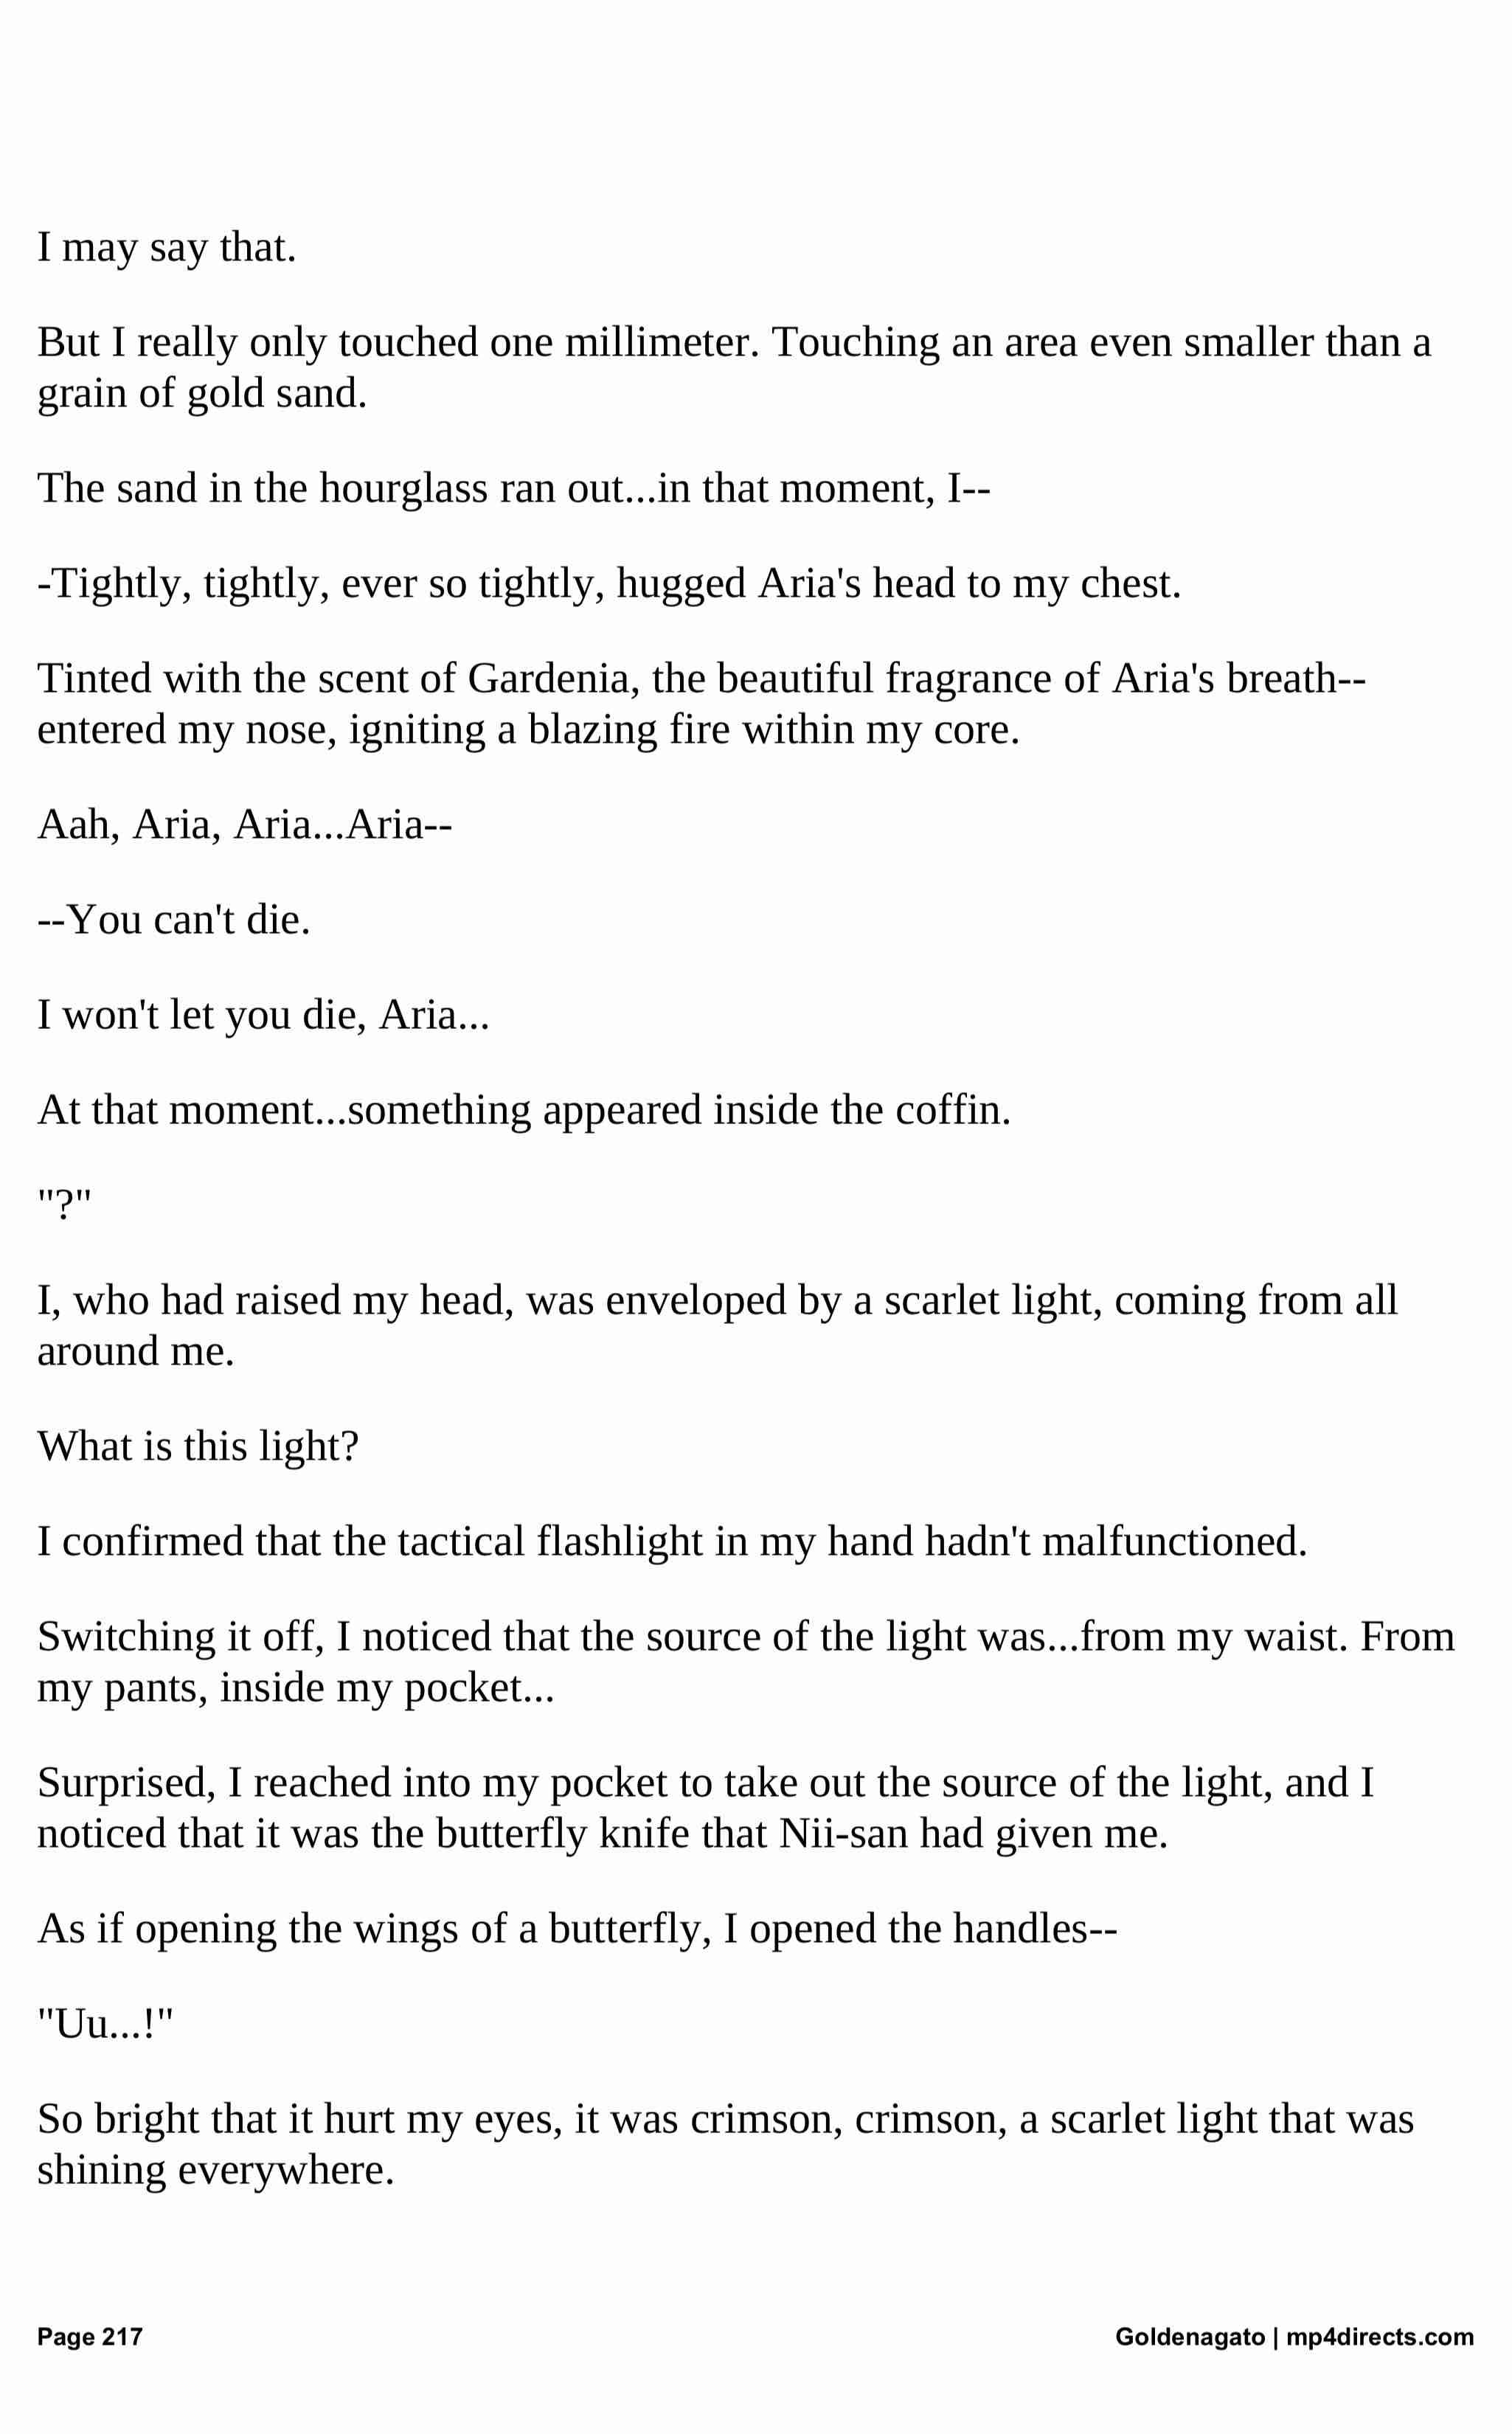 I may say that.
But I really only touched one millimeter. Touching an area even smaller than a
grain of gold sand.
The sand in the hourglass ran out...in that moment, I--
-Tightly, tightly, ever so tightly, hugged Aria's head to my chest.
Tinted with the scent of Gardenia, the beautiful fragrance of Aria's breath--
entered my nose, igniting a blazing fire within my core.
Aah, Aria, Aria...Aria--
--You can't die.
I won't let you die, Aria...
At that moment...something appeared inside the coffin.
"?"
I, who had raised my head, was enveloped by a scarlet light, coming from all
around me.
What is this light?
I confirmed that the tactical flashlight in my hand hadn't malfunctioned.
Switching it off, I noticed that the source of the light was...from my waist. From
my pants, inside my pocket...
Surprised, I reached into my pocket to take out the source of the light, and I
noticed that it was the butterfly knife that Nii-san had given me.
As if opening the wings of a butterfly, I opened the handles--
"Uu...!"
So bright that it hurt my eyes, it was crimson, crimson, a scarlet light that was
shining everywhere.
Page 217
Goldenagato | mp4directs.com